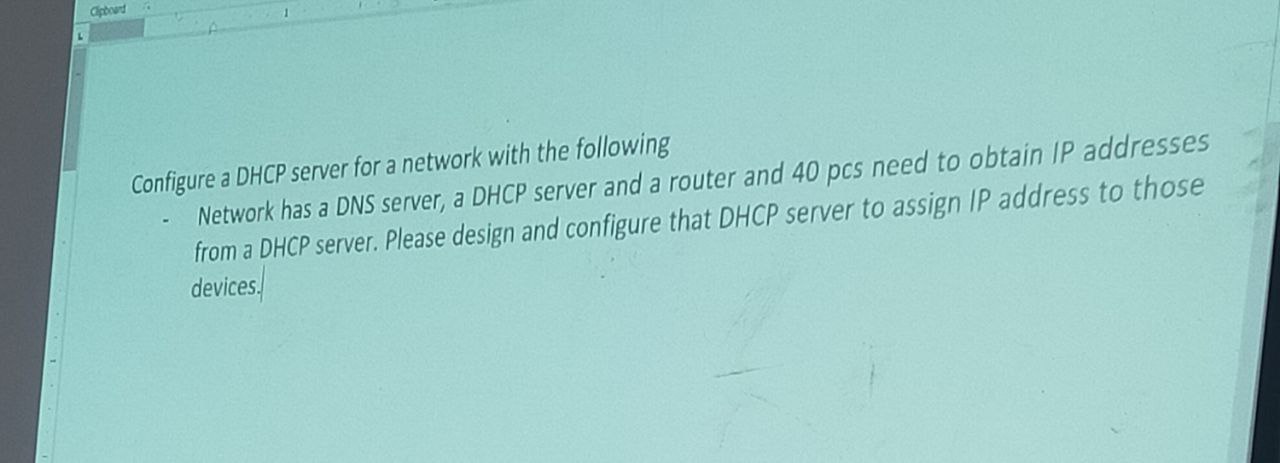 Clipboard
1
Configure a DHCP server for a network with the following
- Network has a DNS server, a DHCP server and a router and 40 pcs need to obtain IP addresses
from a DHCP server. Please design and configure that DHCP server to assign IP address to those
devices.